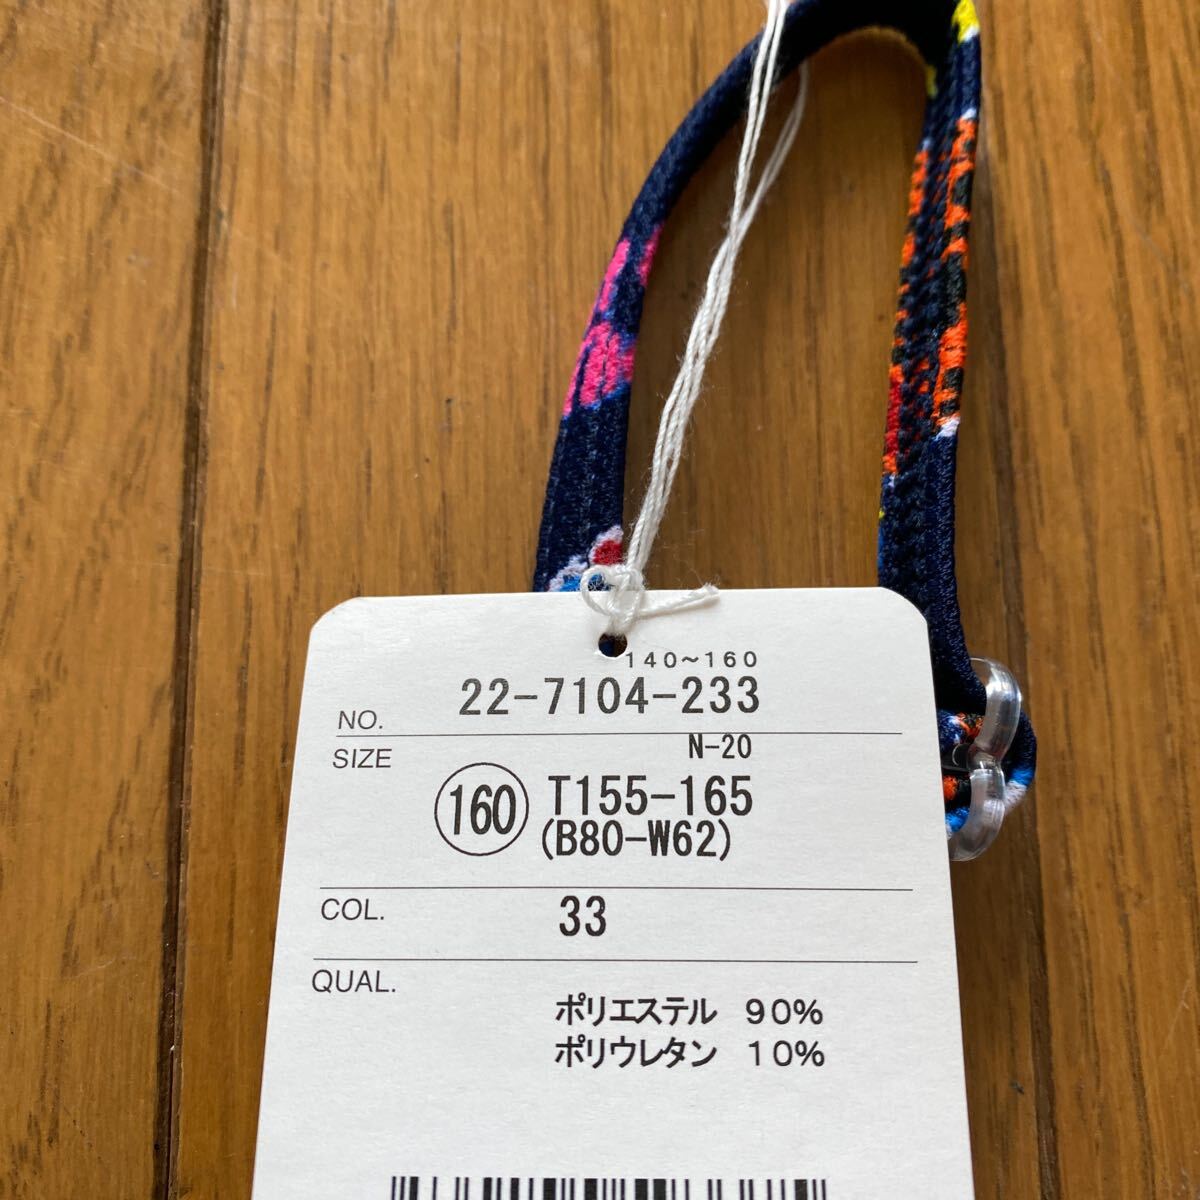 140～160
NO. 22-7104-233
SIZE N-20
160 T155-165
(B80-W62)
COL. 33
QUAL.
ポリエステル 90%
ポリウレタン 10%